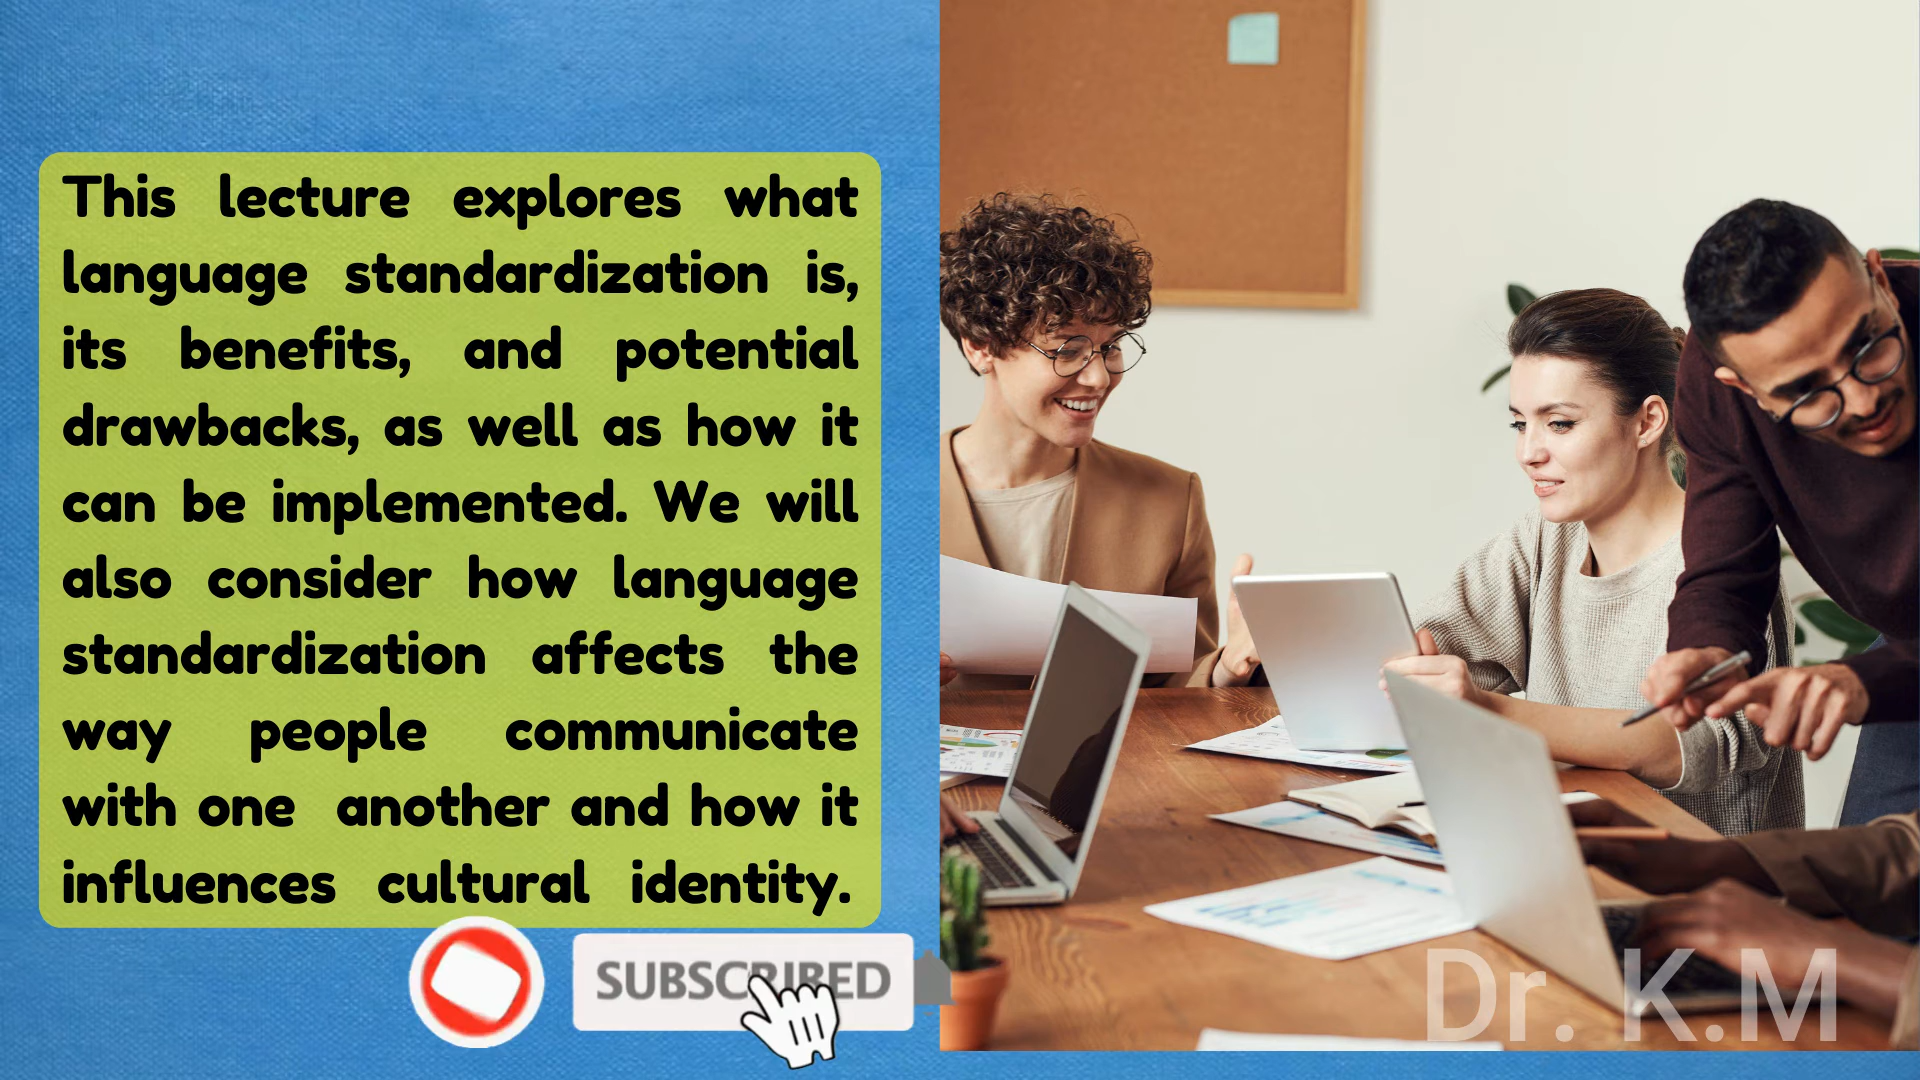 This lecture explores what
language standardization is,
its benefits, and potential
drawbacks, as well as how it
can be implemented. We will
also consider how language
standardization affects the
way people communicate
with one another and how it
influences cultural identity.
SUBSCRIBED
Dr. K.M